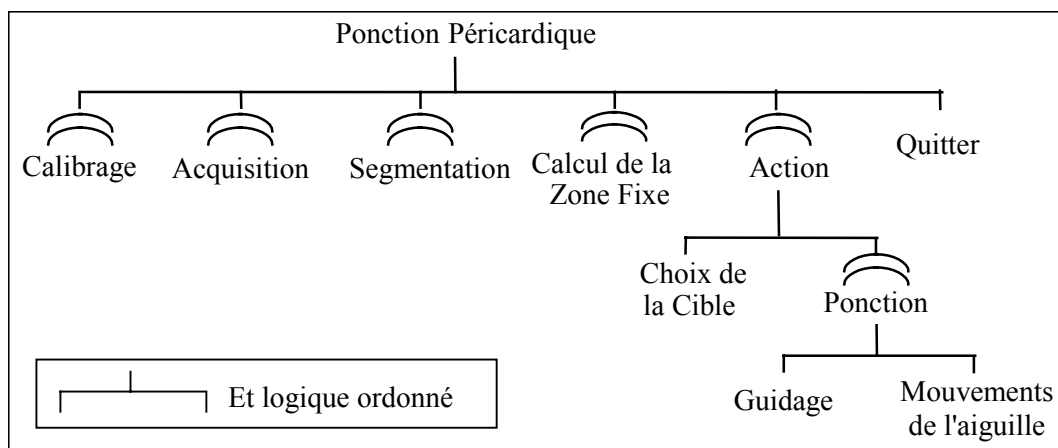 Ponction Péricardique
Calibrage
Acquisition
Segmentation
Calcul de la
Zone Fixe
Action
Quitter
Choix de
la Cible
Ponction
Guidage
Mouvements
de l'aiguille
Et logique ordonné